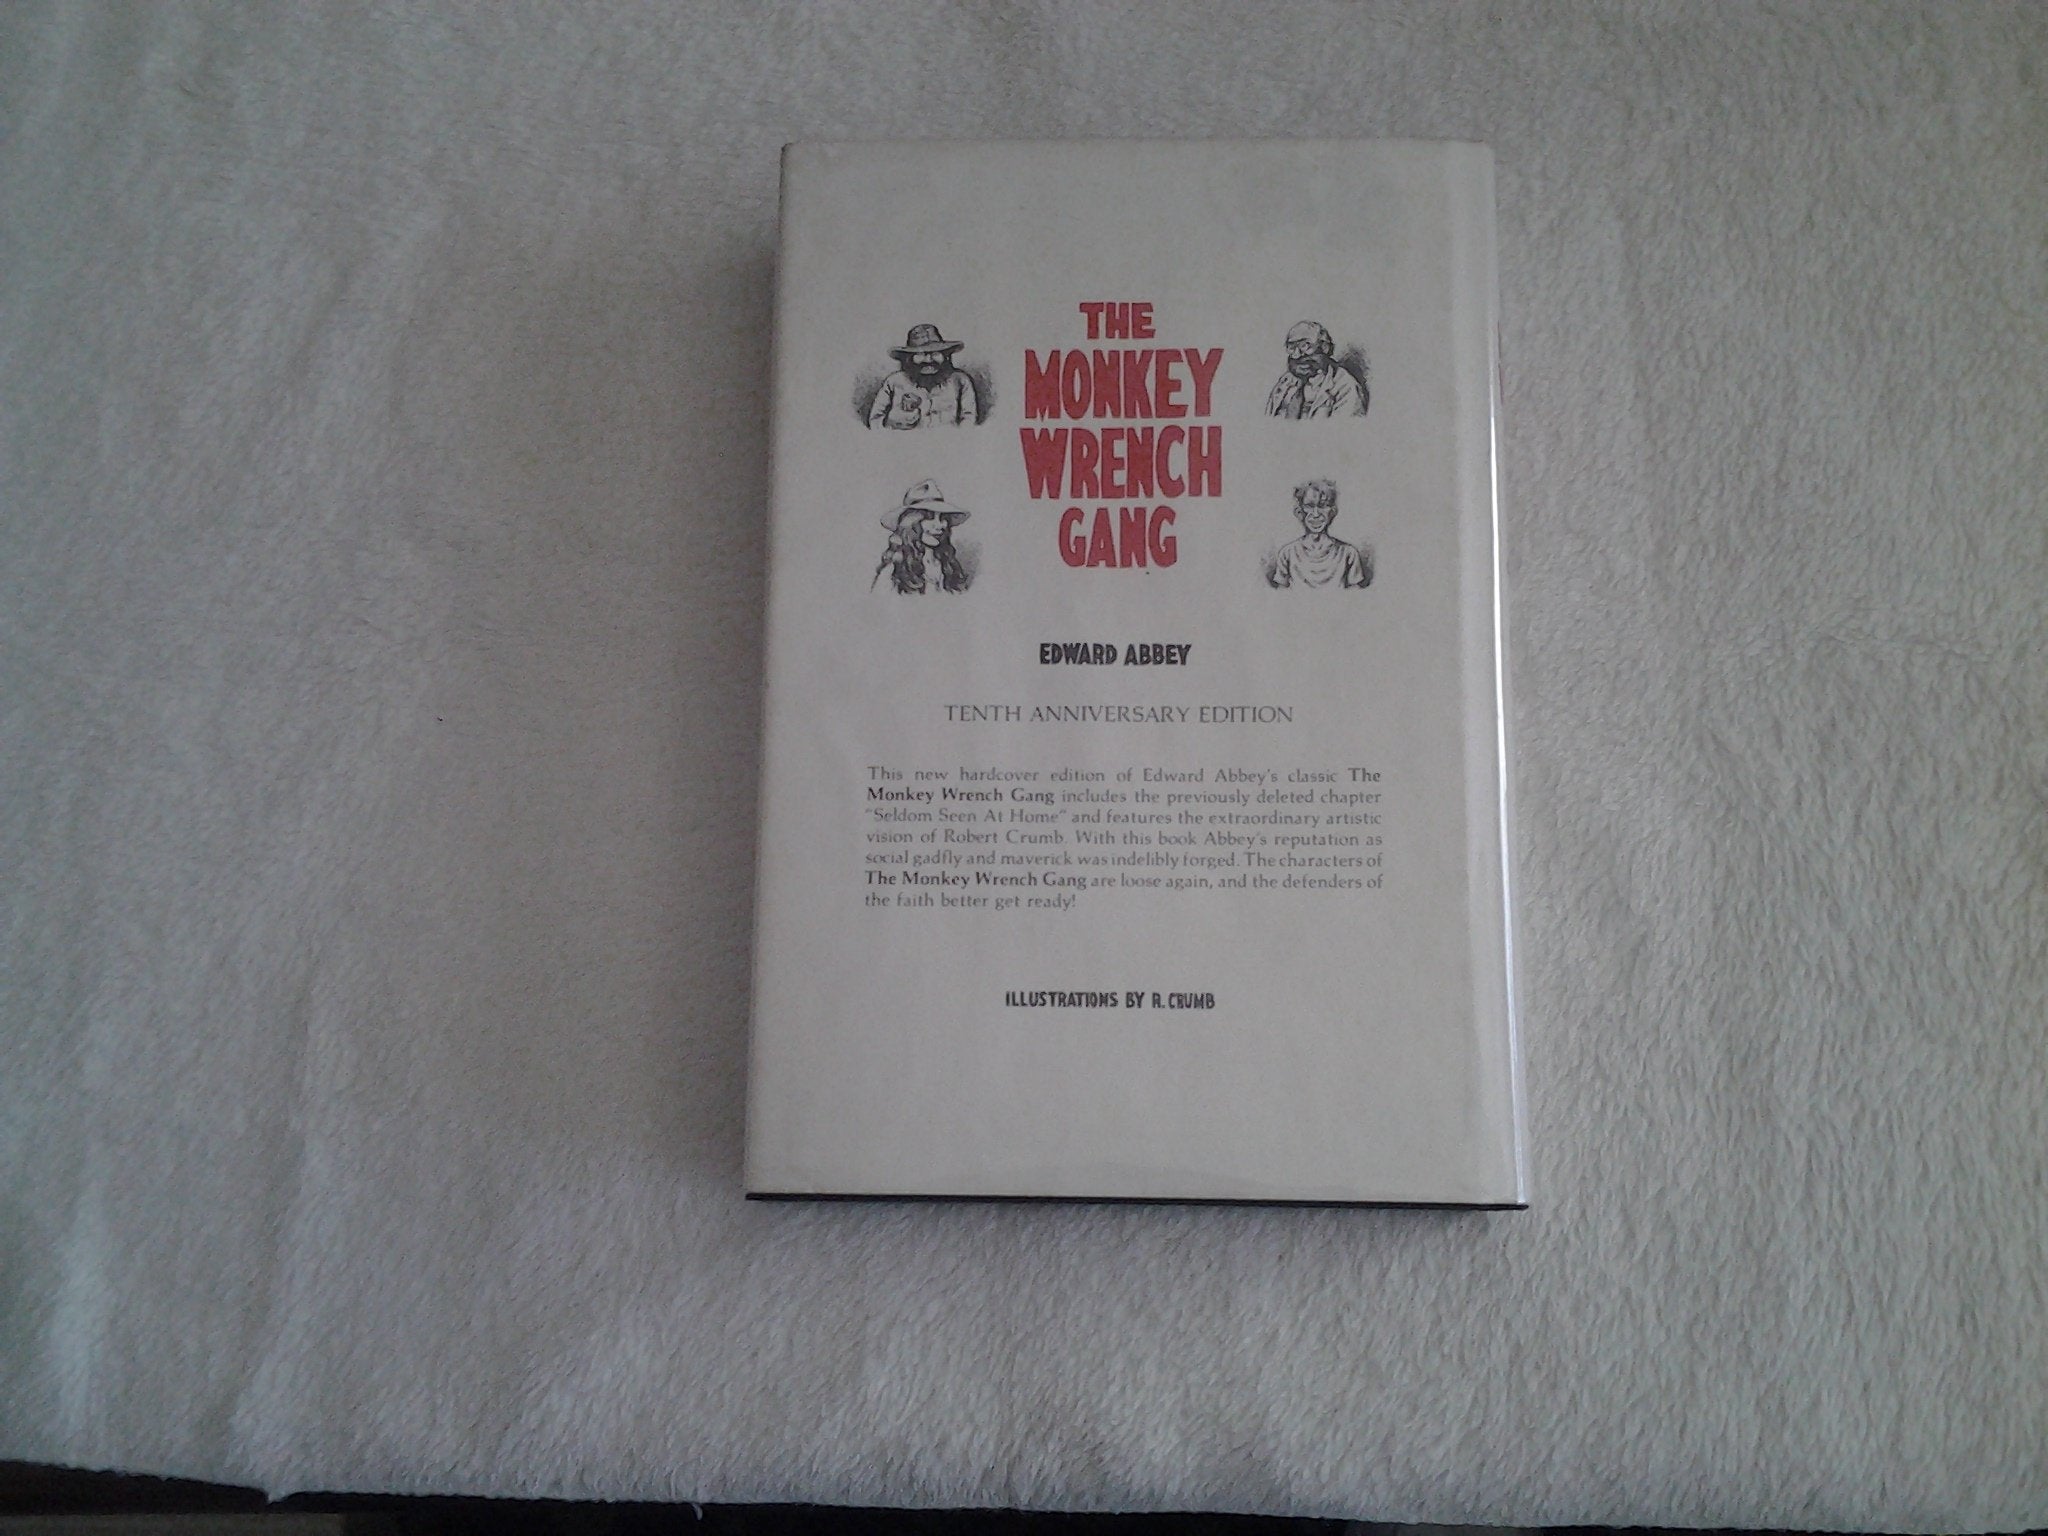 THE
MONKEY
WRENCH
GANG
EDWARD ABBEY
TENTH ANNIVERSARY EDITION
This new hardcover edition of Edward Abbey's classic The
Monkey Wrench Gang includes the previously deleted chapter
"Seldom Seen At Home" and features the extraordinary artistic
vision of Robert Crumb. With this book Abbey's reputation as
social gadfly and maverick was indelibly forged. The characters of
The Monkey Wrench Gang are loose again, and the defenders of
the faith better get ready!
ILLUSTRATIONS BY R. CRUMB